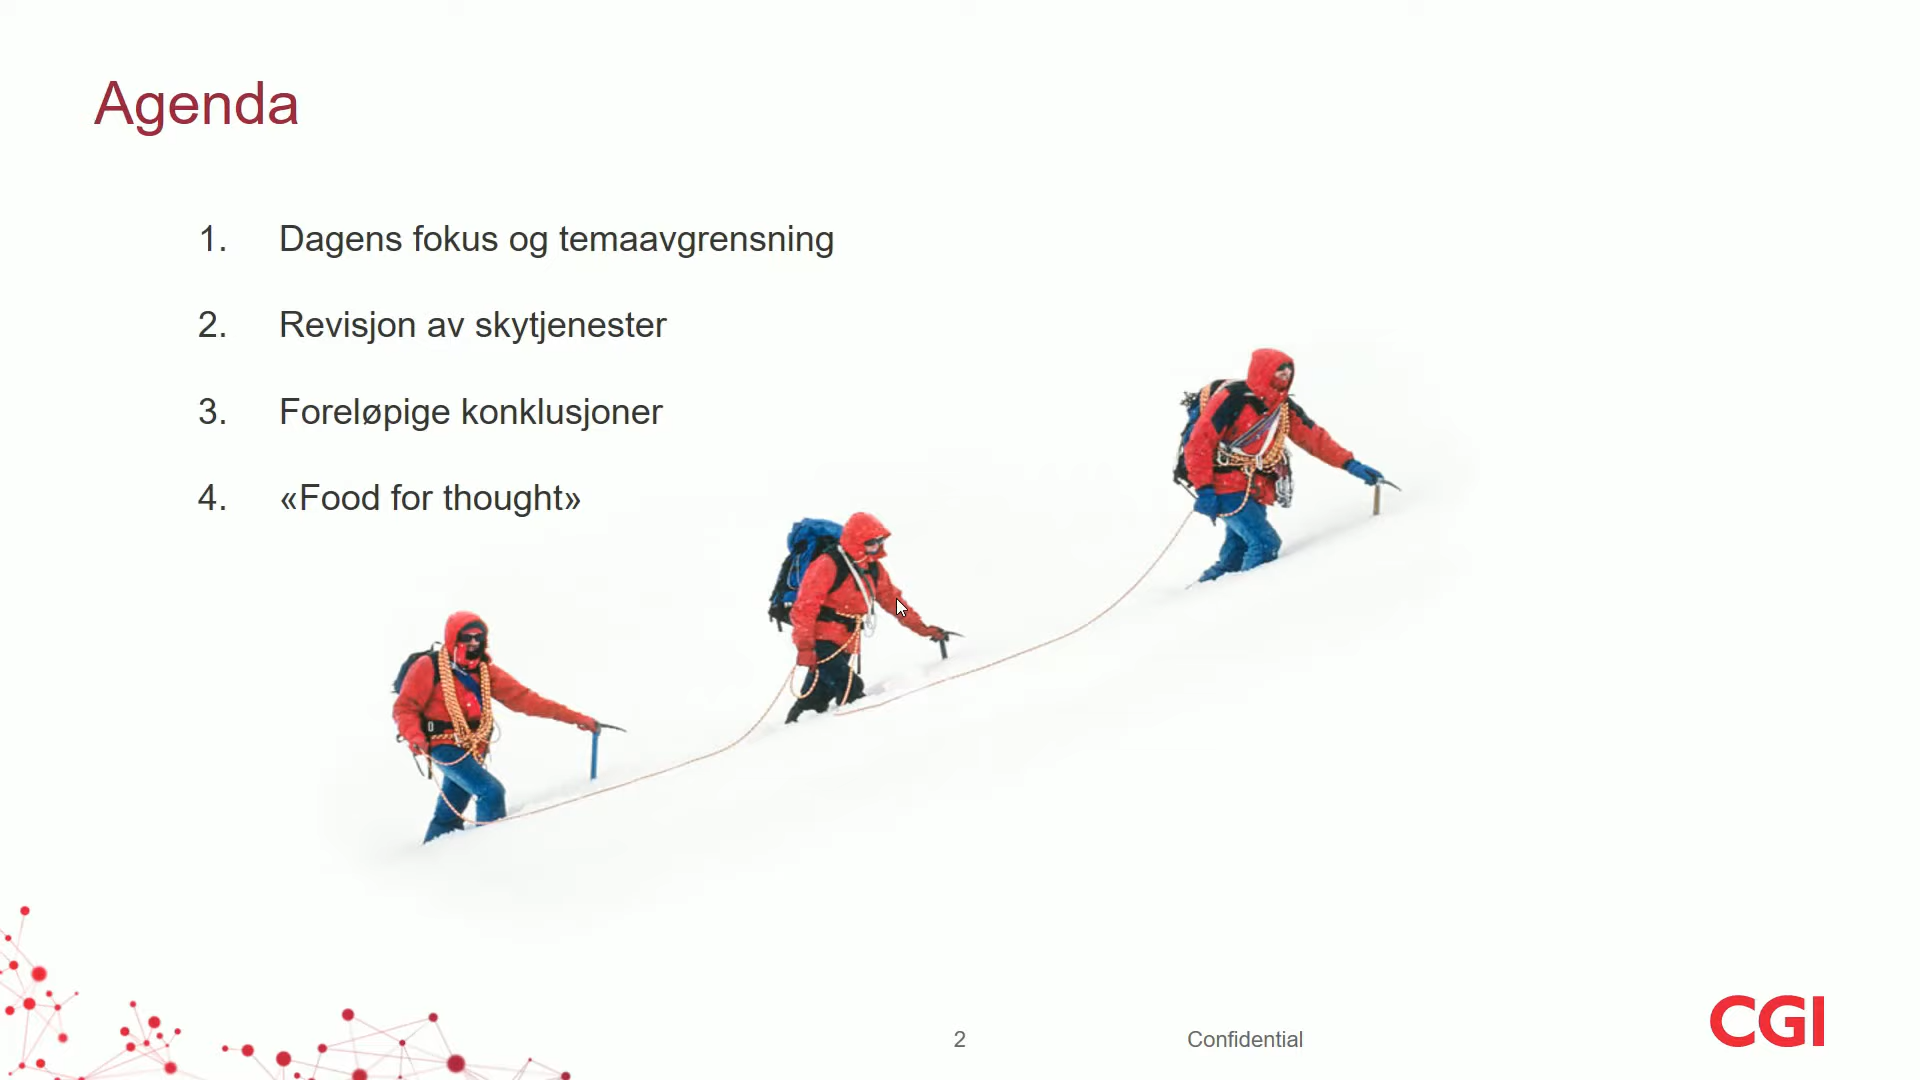 Agenda
1. Dagens fokus og temaavgrensning
2. Revisjon av skytjenester
3. Foreløpige konklusjoner
4. «Food for thought»
2
Confidential
CGI